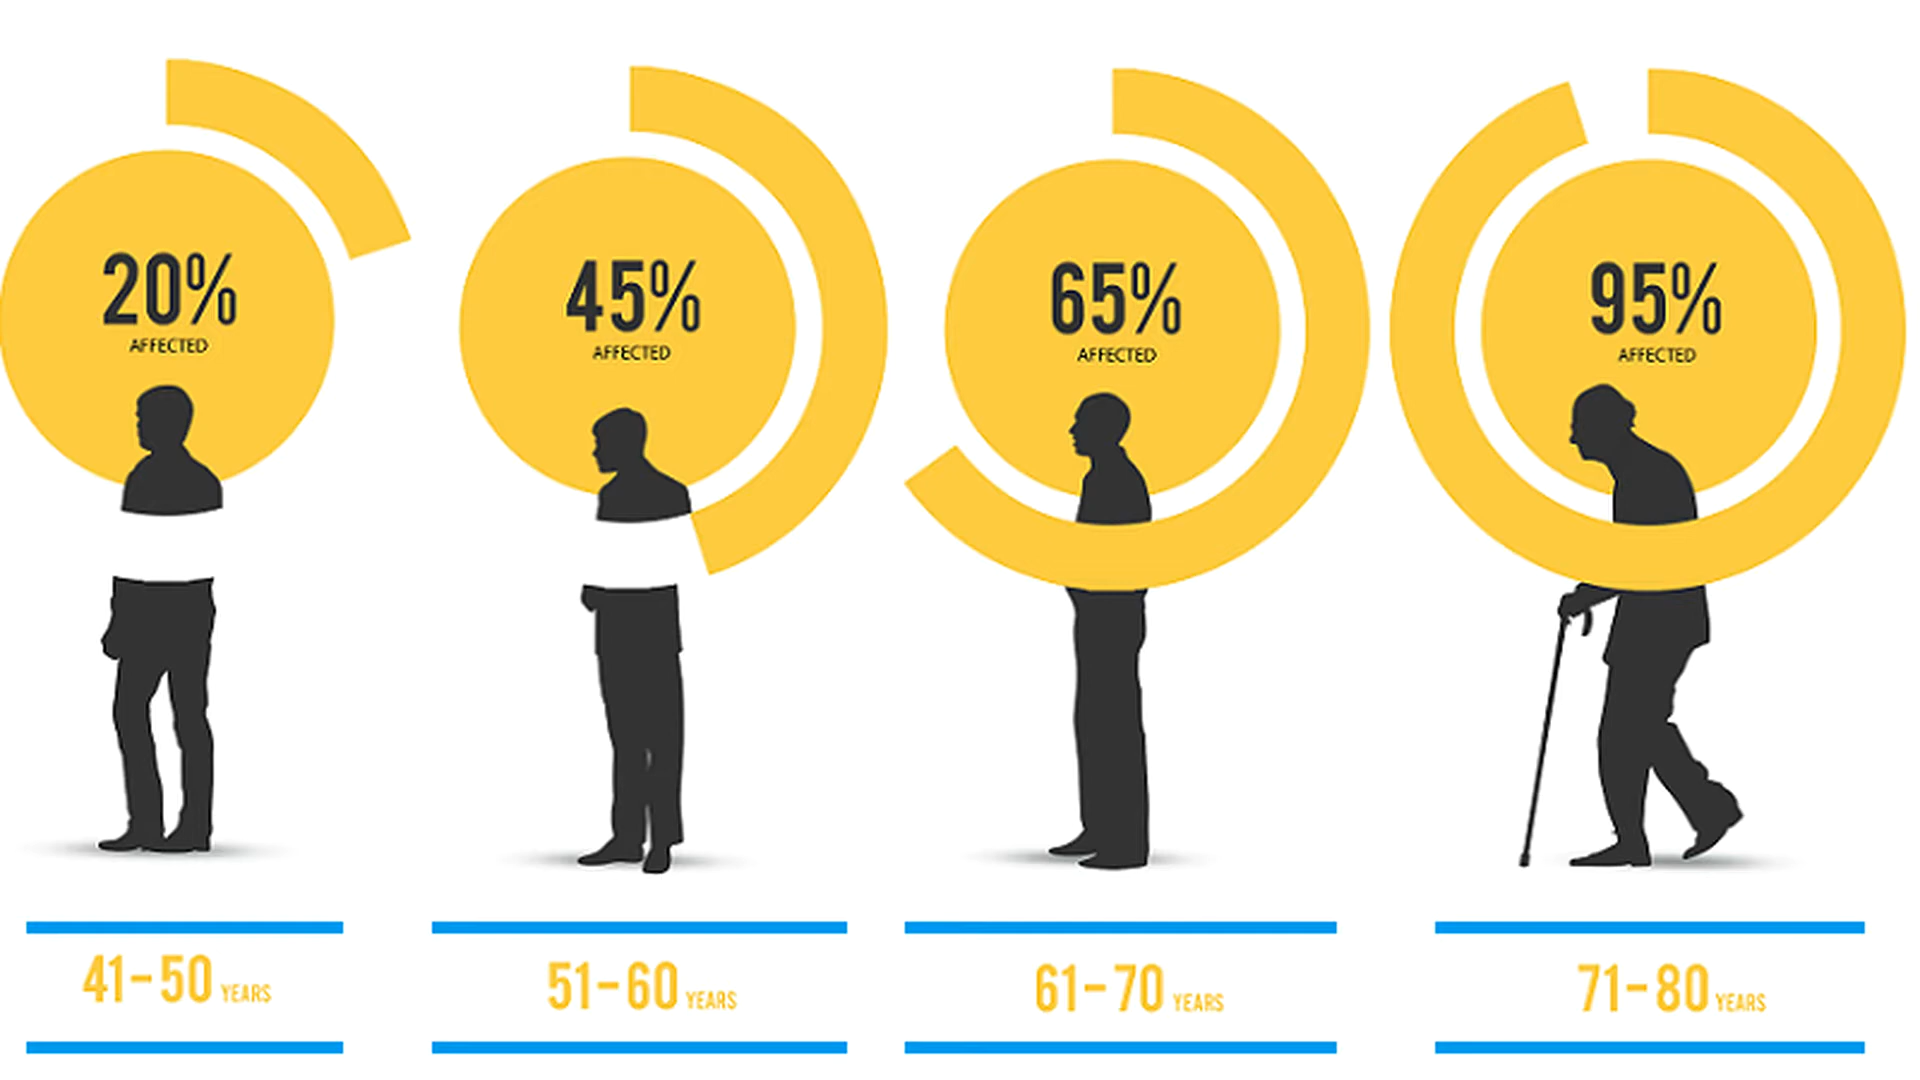 20%
AFFECTED
45%
AFFECTED
65%
AFFECTED
95%
AFFECTED
41-50 YEARS
51-60 YEARS
61-70 YEARS
71-80 YEARS